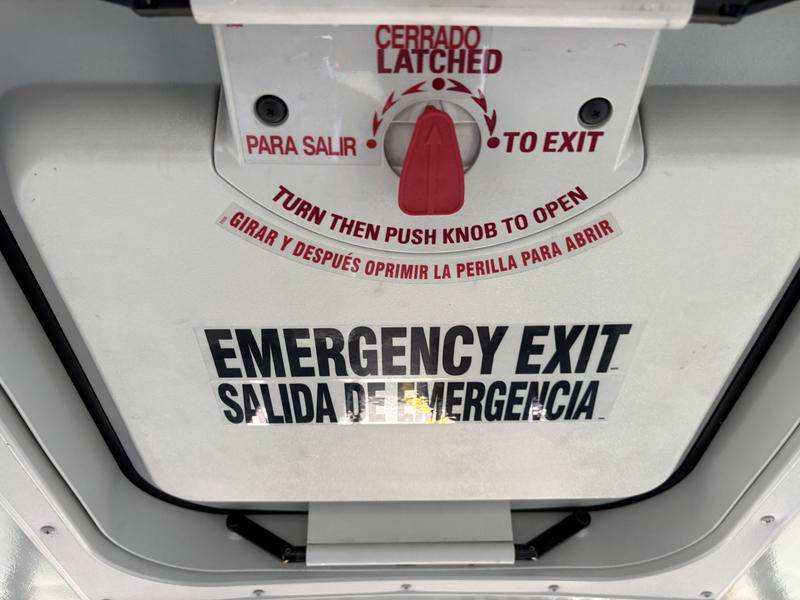 CERRADO
LATCHED
PARA SALIR
TO EXIT
TURN THEN PUSH KNOB TO OPEN
GIRAR Y DESPUÉS OPRIMIR LA PERILLA PARA ABRIR
EMERGENCY EXIT
SALIDA DE EMERGENCIA